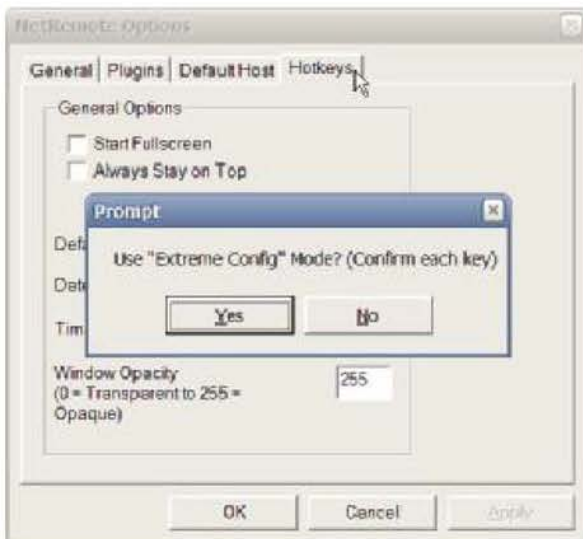 NetRemote Options
General
Plugins
Default Host
Hotkeys
General Options
Start Fullscreen
Always Stay on Top
Prompt
Use "Extreme Config" Mode? (Confirm each key)
Yes
No
Window Opacity
(0 = Transparent to 255 =
Opaque)
255
OK
Cancel
Apply